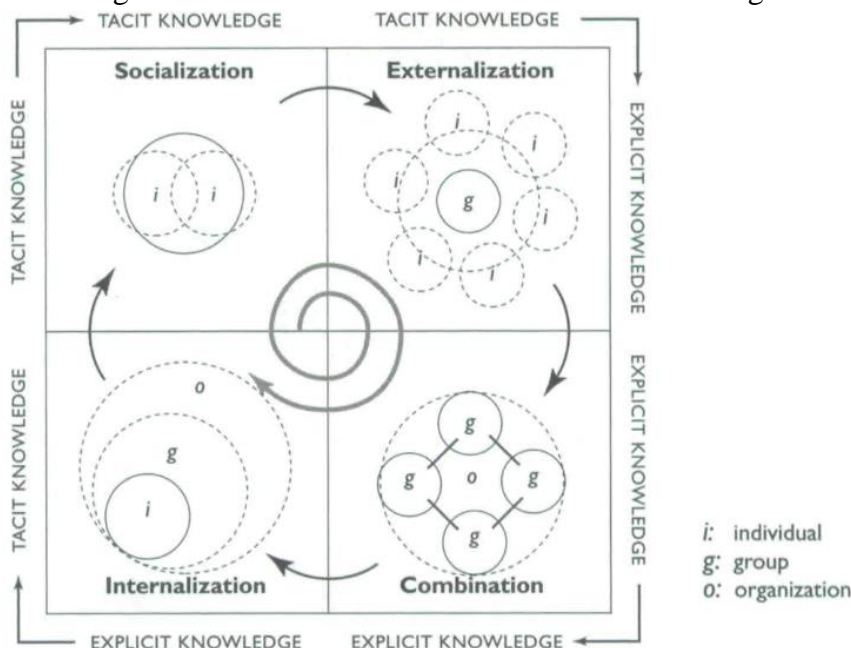 TACIT KNOWLEDGE
TACIT KNOWLEDGE
Socialization
Externalization
TACIT KNOWLEDGE
EXPLICIT KNOWLEDGE
i
i
i
i
i
i
i
i
g
TACIT KNOWLEDGE
EXPLICIT KNOWLEDGE
o
g
i
g
g
o
g
g
Internalization
Combination
EXPLICIT KNOWLEDGE
EXPLICIT KNOWLEDGE
i: individual
g: group
o: organization